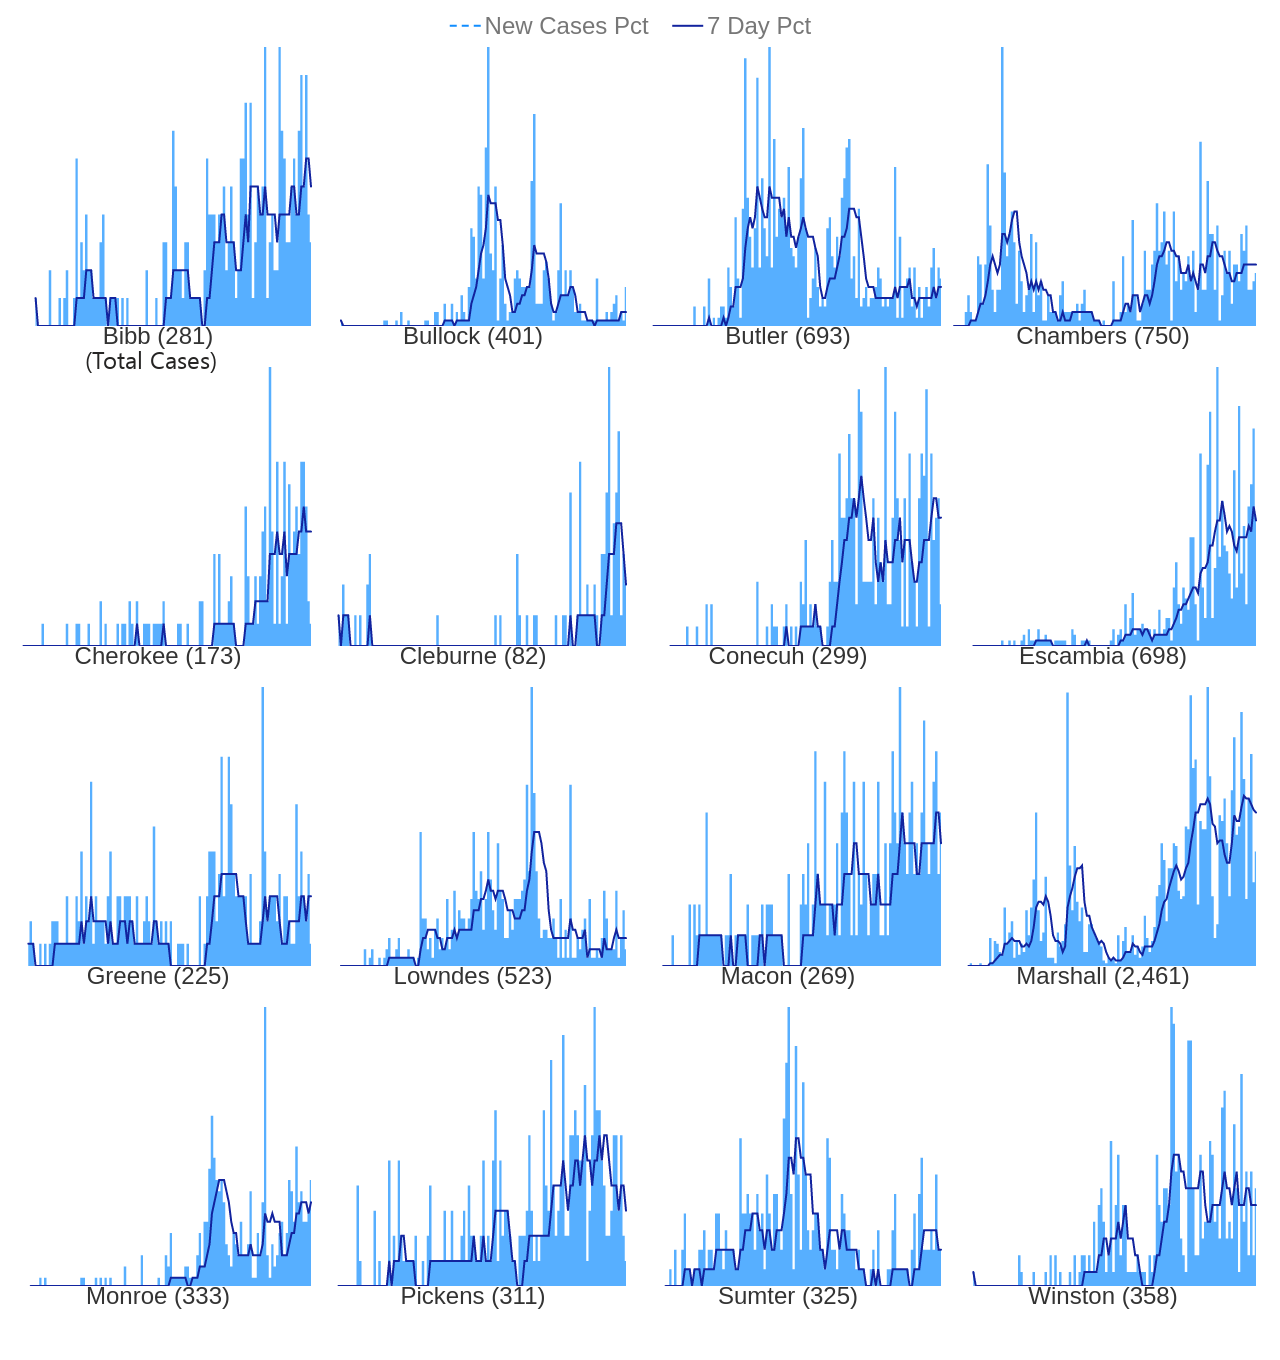 New Cases Pct 7 Day Pct
Bibb (281) Bullock (401) Butler (693) Chambers (750)
(Total Cases)
Cherokee (173) Cleburne (82) Conecuh (299) Escambia (698)
Greene (225) Lowndes (523) Macon (269) Marshall (2,461)
Monroe (333) Pickens (311) Sumter (325) Winston (358)